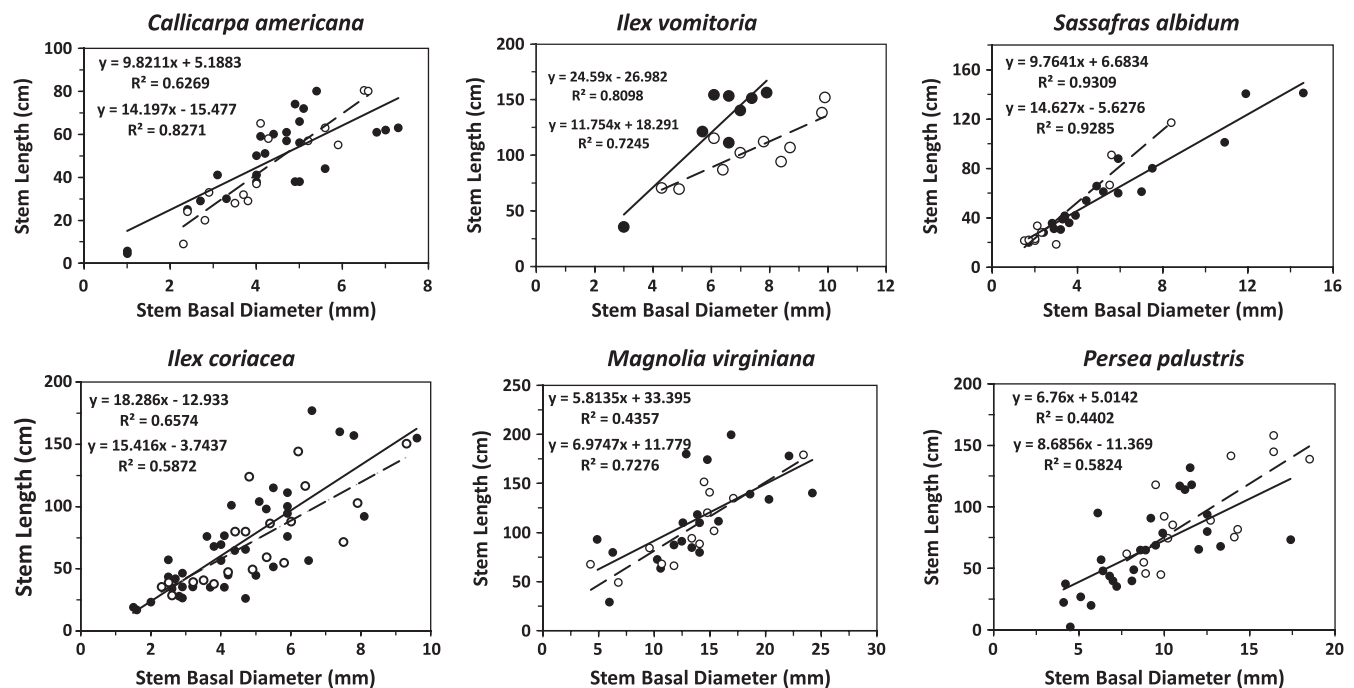 Callicarpa americana
Stem Length (cm)
100
80
60
40
20
0
y = 9.8211x + 5.1883
R² = 0.6269
y = 14.197x - 15.477
R² = 0.8271
0 2 4 6 8
Stem Basal Diameter (mm)
Ilex vomitoria
Stem Length (cm)
200
150
100
50
0
y = 24.59x - 26.982
R² = 0.8098
y = 11.754x + 18.291
R² = 0.7245
0 2 4 6 8 10 12
Stem Basal Diameter (mm)
Sassafras albidum
Stem Length (cm)
160
120
80
40
0
y = 9.7641x + 6.6834
R² = 0.9309
y = 14.627x - 5.6276
R² = 0.9285
0 4 8 12 16
Stem Basal Diameter (mm)
Ilex coriacea
Stem Length (cm)
200
150
100
50
0
y = 18.286x - 12.933
R² = 0.6574
y = 15.416x - 3.7437
R² = 0.5872
0 2 4 6 8 10
Stem Basal Diameter (mm)
Magnolia virginiana
Stem Length (cm)
250
200
150
100
50
0
y = 5.8135x + 33.395
R² = 0.4357
y = 6.9747x + 11.779
R² = 0.7276
0 5 10 15 20 25 30
Stem Basal Diameter (mm)
Persea palustris
Stem Length (cm)
200
150
100
50
0
y = 6.76x + 5.0142
R² = 0.4402
y = 8.6856x - 11.369
R² = 0.5824
0 5 10 15 20
Stem Basal Diameter (mm)